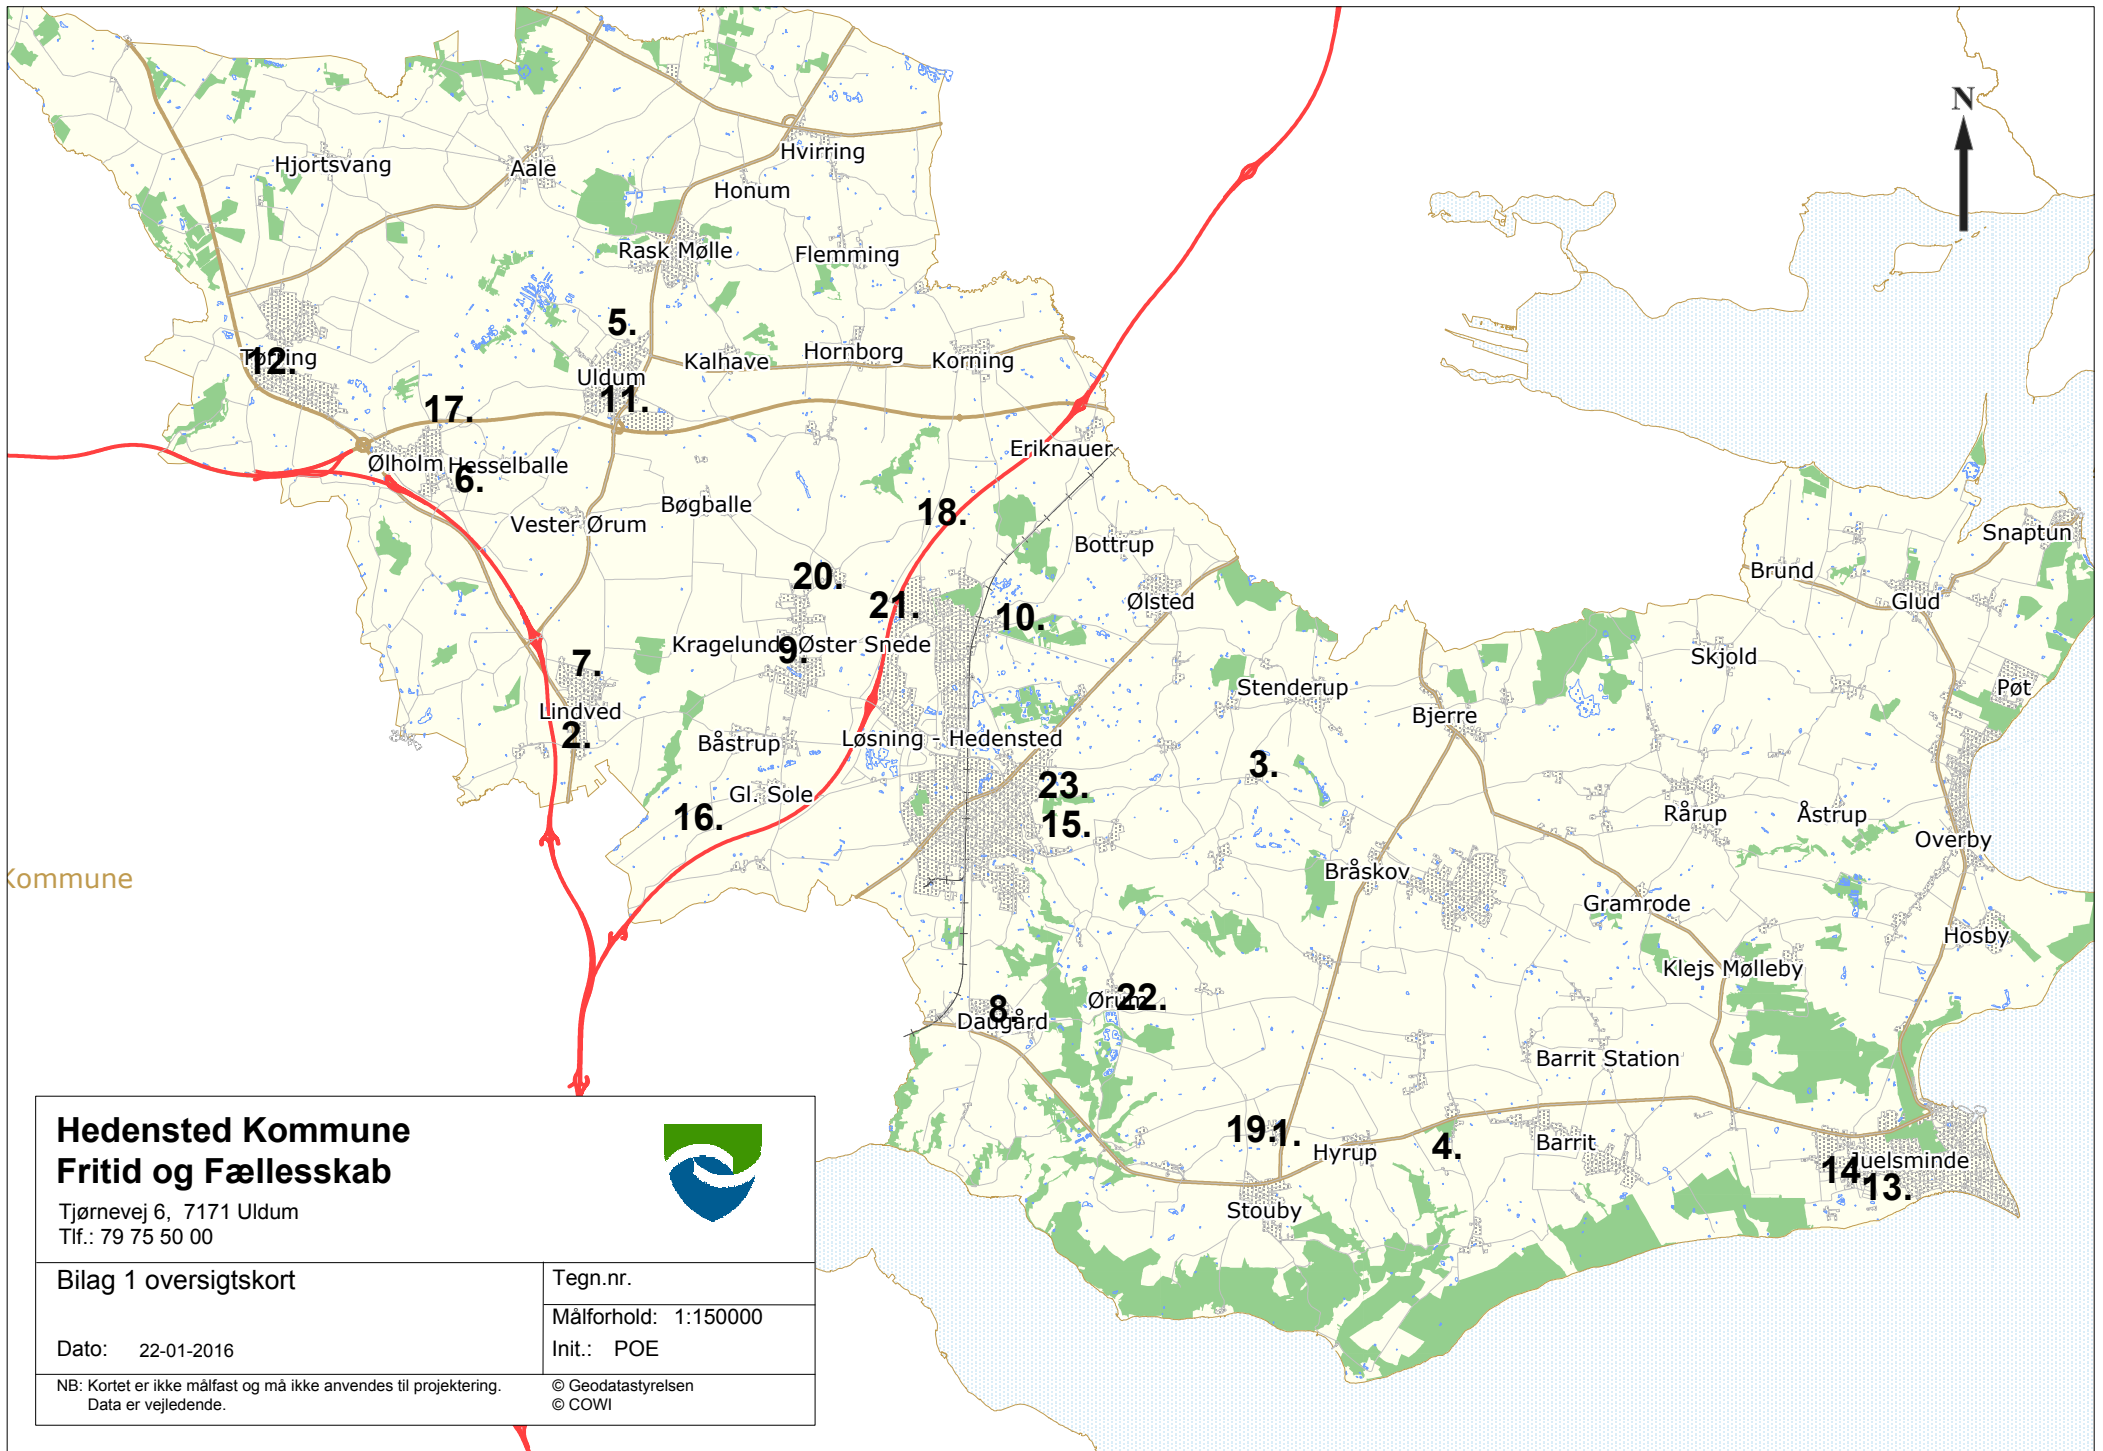 N
Hvirring
Hjortsvang
Aale
Honum
Rask Mølle
Flemming
5.
Hornborg
Tørring
12.
Kalhave
Korning
Uldum
11.
17.
Eriknauer
Ølholm
Hesselballe
6.
Bøgballe
18.
Vester Ørum
Snaptun
Bottrup
Brund
20.
Ølsted
Glud
21.
10.
Kragelund
9.
Øster Snede
Skjold
7.
Stenderup
Pøt
Lindved
Bjerre
2.
Båstrup
Løsning - Hedensted
3.
23.
Gl. Sole
16.
15.
Rårup
Åstrup
Overby
Bråskov
Kommune
Gramrode
Hosby
Klejs Mølleby
8.
Daugård
Ørum
22.
Barrit Station
19.
1.
Hyrup
4.
Barrit
Juelsminde
14.
13.
Stouby
Hedensted Kommune
Fritid og Fællesskab
Tjørnevej 6, 7171 Uldum
Tlf.: 79 75 50 00
Bilag 1 oversigtskort
Tegn.nr.
Målforhold: 1:150000
Dato: 22-01-2016
Init.: POE
NB: Kortet er ikke målfast og må ikke anvendes til projektering.
Data er vejledende.
© Geodatastyrelsen
© COWI